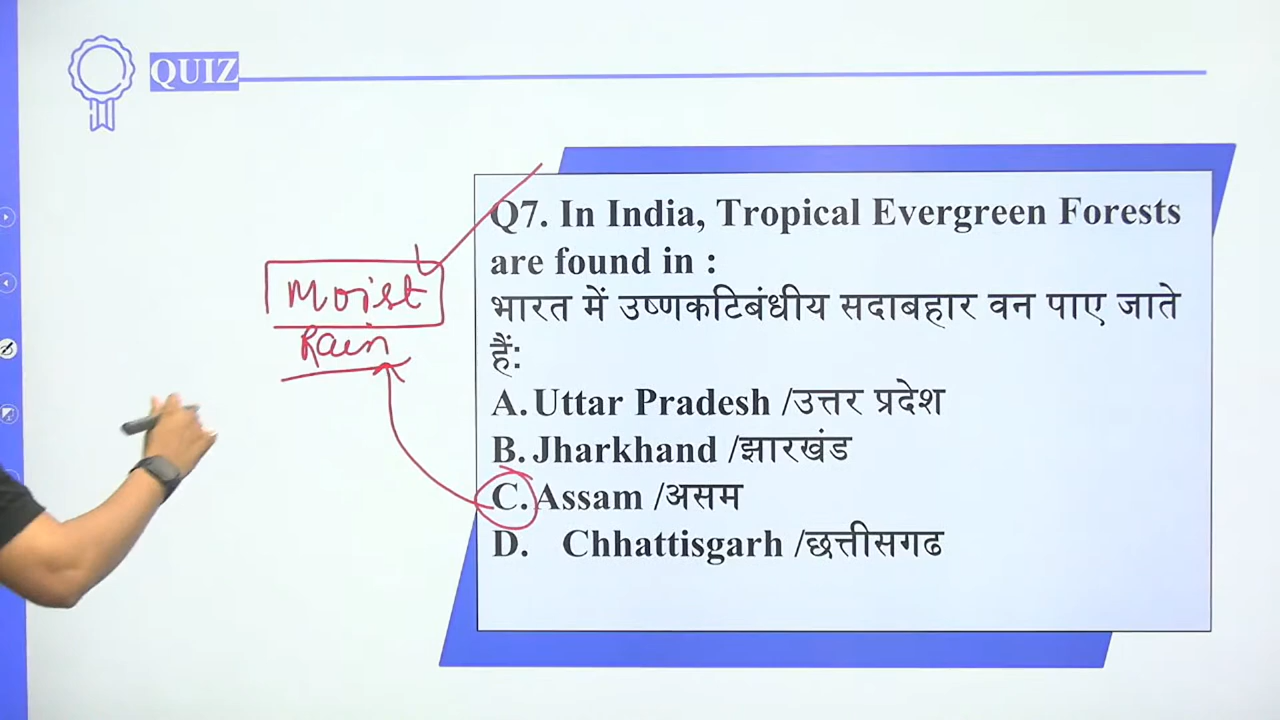 QUIZ
Moist
Rain
Q7. In India, Tropical Evergreen Forests
are found in :
भारत में उष्णकटिबंधीय सदाबहार वन पाए जाते
हैं:
A. Uttar Pradesh /उत्तर प्रदेश
B. Jharkhand /झारखंड
C. Assam /असम
D. Chhattisgarh /छत्तीसगढ